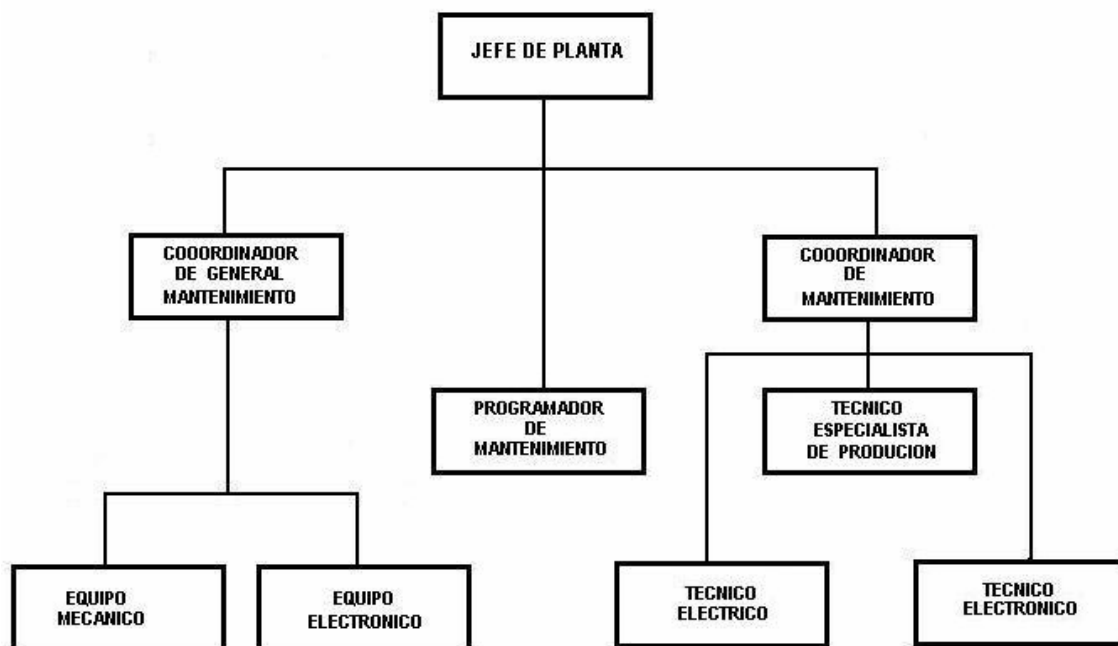 JEFE DE PLANTA
COOORDINADOR
DE GENERAL
MANTENIMIENTO
COOORDINADOR
DE
MANTENIMIENTO
PROGRAMADOR
DE
MANTENIMIENTO
TECNICO
ESPECIALISTA
DE PRODUCION
EQUIPO
MECANICO
EQUIPO
ELECTRONICO
TECNICO
ELECTRICO
TECNICO
ELECTRONICO